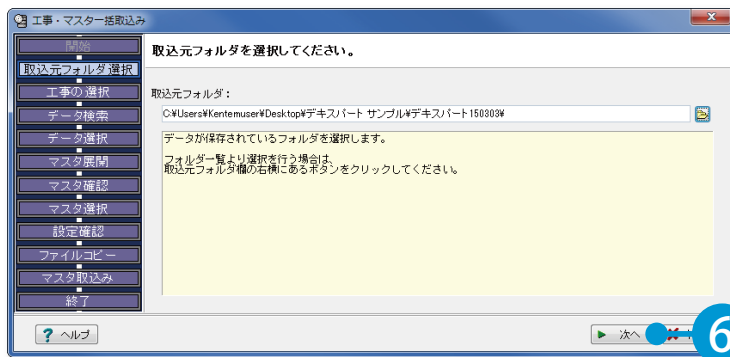 工事・マスター括取込み
開始
取込元フォルダ選択
工事の選択
データ検索
データ選択
マスタ展開
マスタ確認
マスタ選択
設定確認
ファイルコピー
マスタ取込み
終了
取込元フォルダを選択してください。
取込元フォルダ：
C:¥Users¥Kentemuser¥Desktop¥デキスパート サンプル¥デキスパート150303¥
データが保存されているフォルダを選択します。
フォルダ一覧より選択を行う場合は、
取込元フォルダ欄の右横にあるボタンをクリックしてください。
? ヘルプ
次へ
6